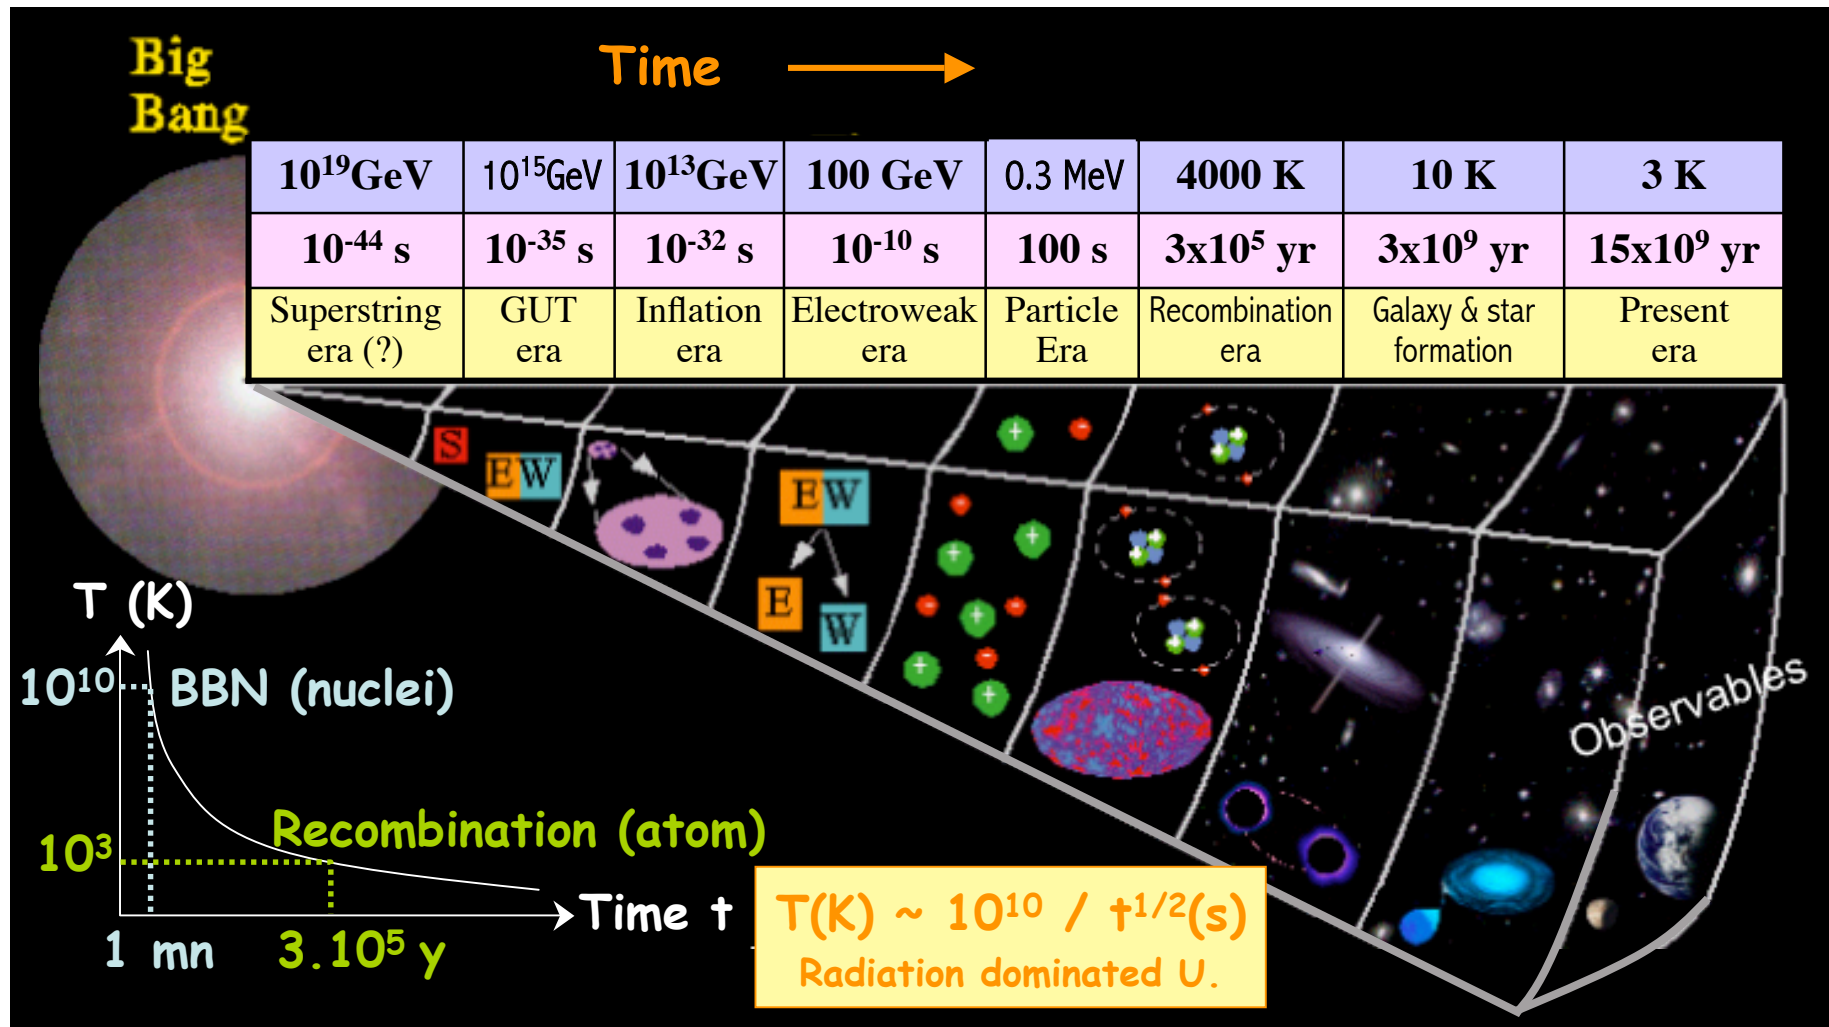 Big
Bang
Time
10¹⁹GeV 10¹⁵GeV 10¹³GeV 100 GeV 0.3 MeV 4000 K 10 K 3 K
10⁻⁴⁴ s 10⁻³⁵ s 10⁻³² s 10⁻¹⁰ s 100 s 3x10⁵ yr 3x10⁹ yr 15x10⁹ yr
Superstring era (?)
GUT era
Inflation era
Electroweak era
Particle Era
Recombination era
Galaxy & star formation
Present era
S
EW
EW
E
W
Observables
T (K)
10¹⁰
BBN (nuclei)
Recombination (atom)
10³
Time t
1 mn
3.10⁵ y
T(K) ~ 10¹⁰ / t¹/²(s)
Radiation dominated U.